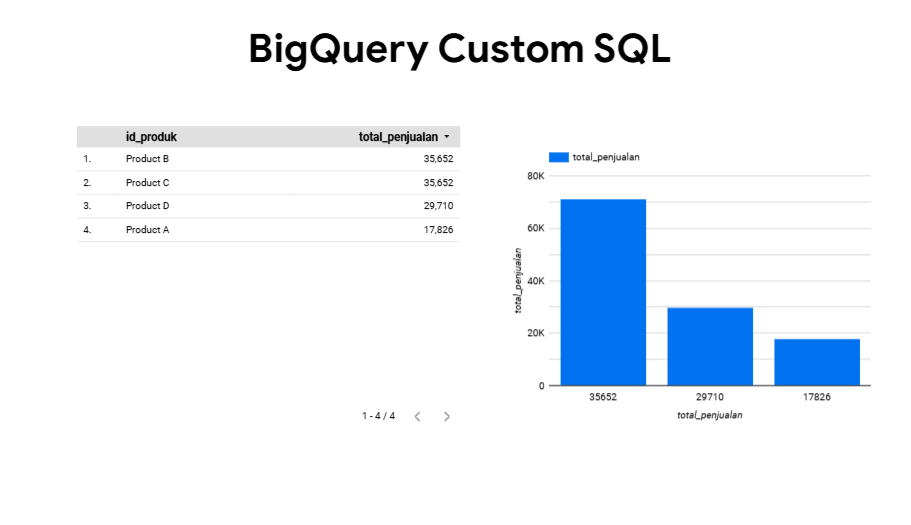 BigQuery Custom SQL
id_produk total_penjualan
1. Product B 35,652
2. Product C 35,652
3. Product D 29,710
4. Product A 17,826
1 - 4 / 4
total_penjualan
80K
60K
40K
20K
0
total_penjualan
35652 29710 17826
total_penjualan